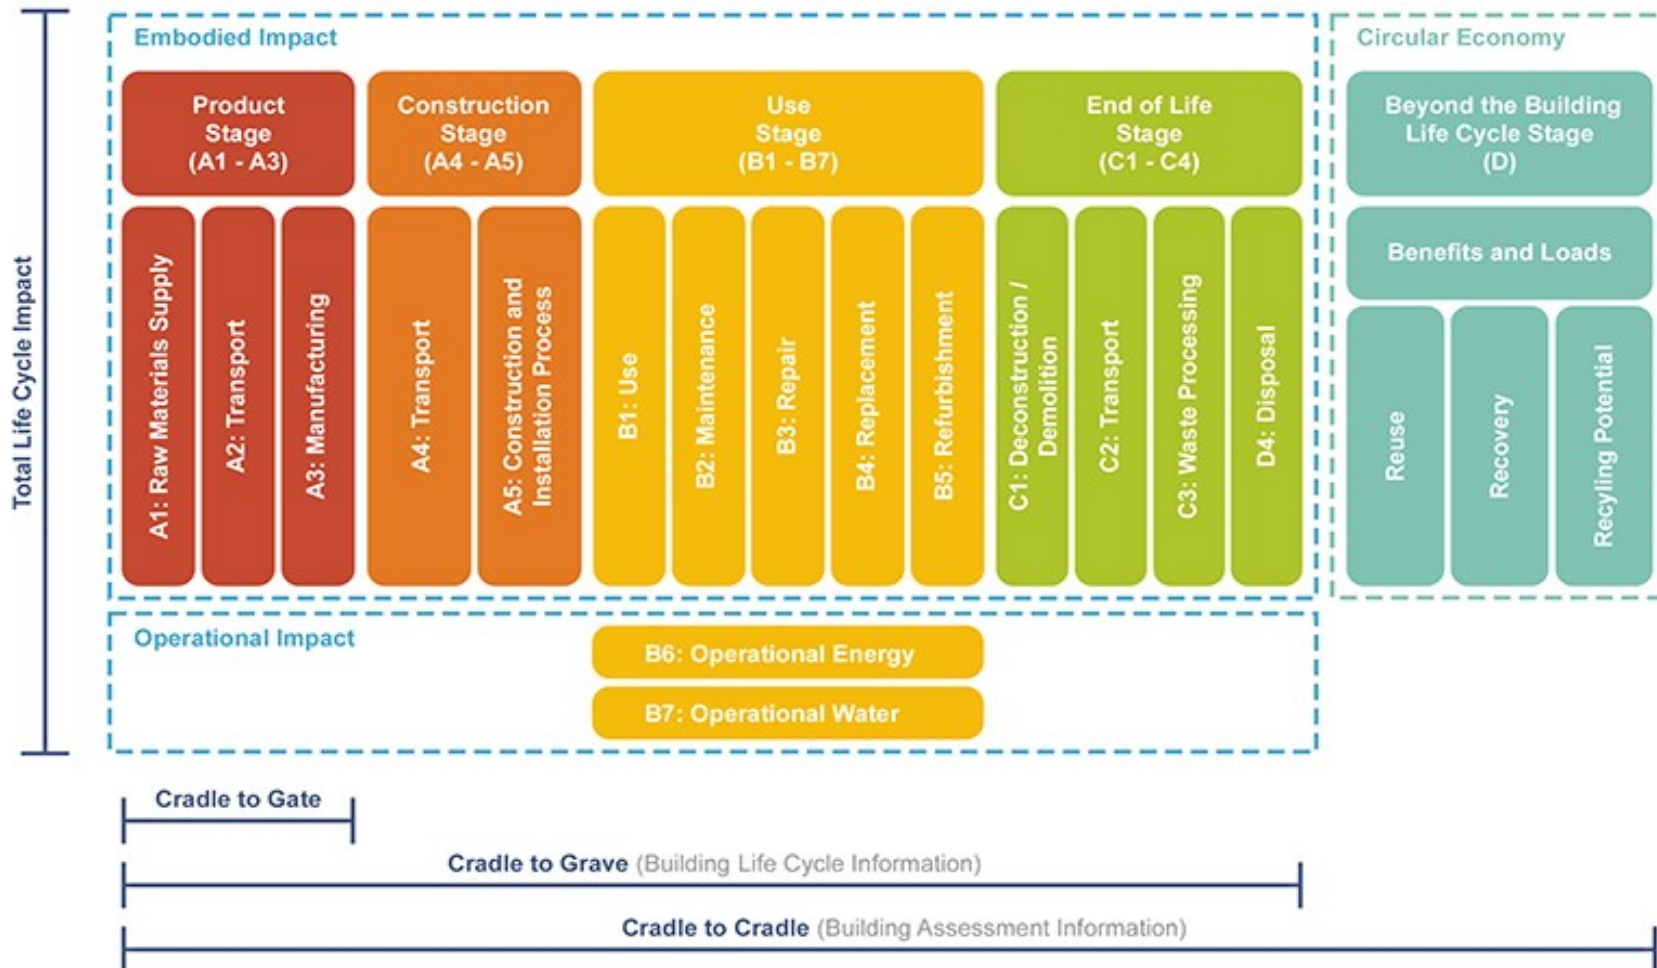 Total Life Cycle Impact
Embodied Impact
Circular Economy
Product
Stage
(A1 - A3)
Construction
Stage
(A4 - A5)
Use
Stage
(B1 - B7)
End of Life
Stage
(C1 - C4)
Beyond the Building
Life Cycle Stage
(D)
A1: Raw Materials Supply
A2: Transport
A3: Manufacturing
A4: Transport
A5: Construction and
Installation Process
B1: Use
B2: Maintenance
B3: Repair
B4: Replacement
B5: Refurbishment
C1: Deconstruction /
Demolition
C2: Transport
C3: Waste Processing
D4: Disposal
Benefits and Loads
Reuse
Recovery
Recyling Potential
Operational Impact
B6: Operational Energy
B7: Operational Water
Cradle to Gate
Cradle to Grave (Building Life Cycle Information)
Cradle to Cradle (Building Assessment Information)